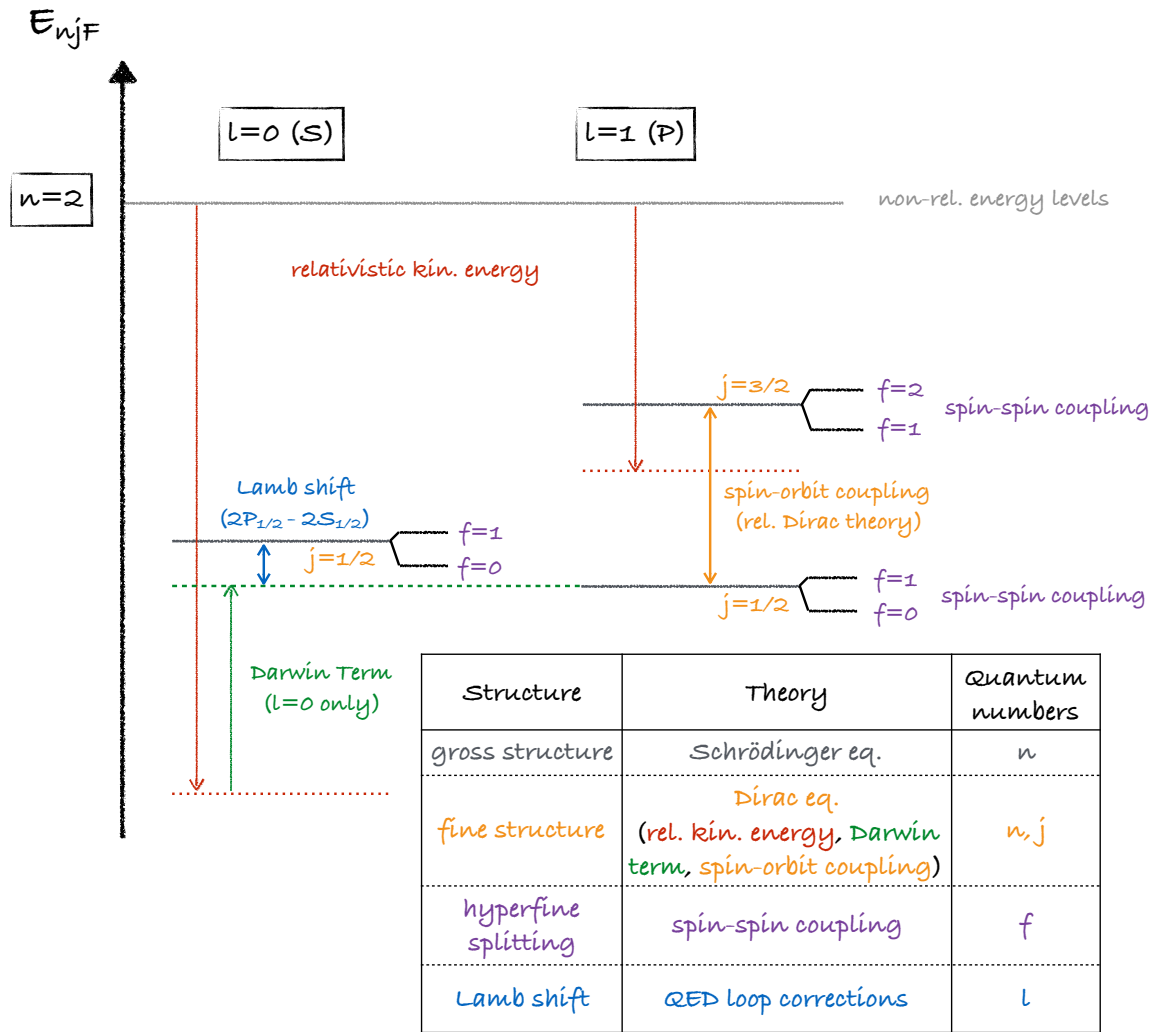 EnjF
l=0 (S)
l=1 (P)
n=2
non-rel. energy levels
relativistic kin. energy
j=3/2
f=2
f=1
spin-spin coupling
Lamb shift
(2P1/2 - 2S1/2)
spin-orbit coupling
(rel. Dirac theory)
j=1/2
f=1
f=0
j=1/2
f=1
f=0
spin-spin coupling
Darwin Term
(l=0 only)
Structure
Theory
Quantum
numbers
gross structure
Schrödinger eq.
n
fine structure
Dirac eq.
(rel. kin. energy, Darwin
term, spin-orbit coupling)
n, j
hyperfine
splitting
spin-spin coupling
f
Lamb shift
QED loop corrections
l